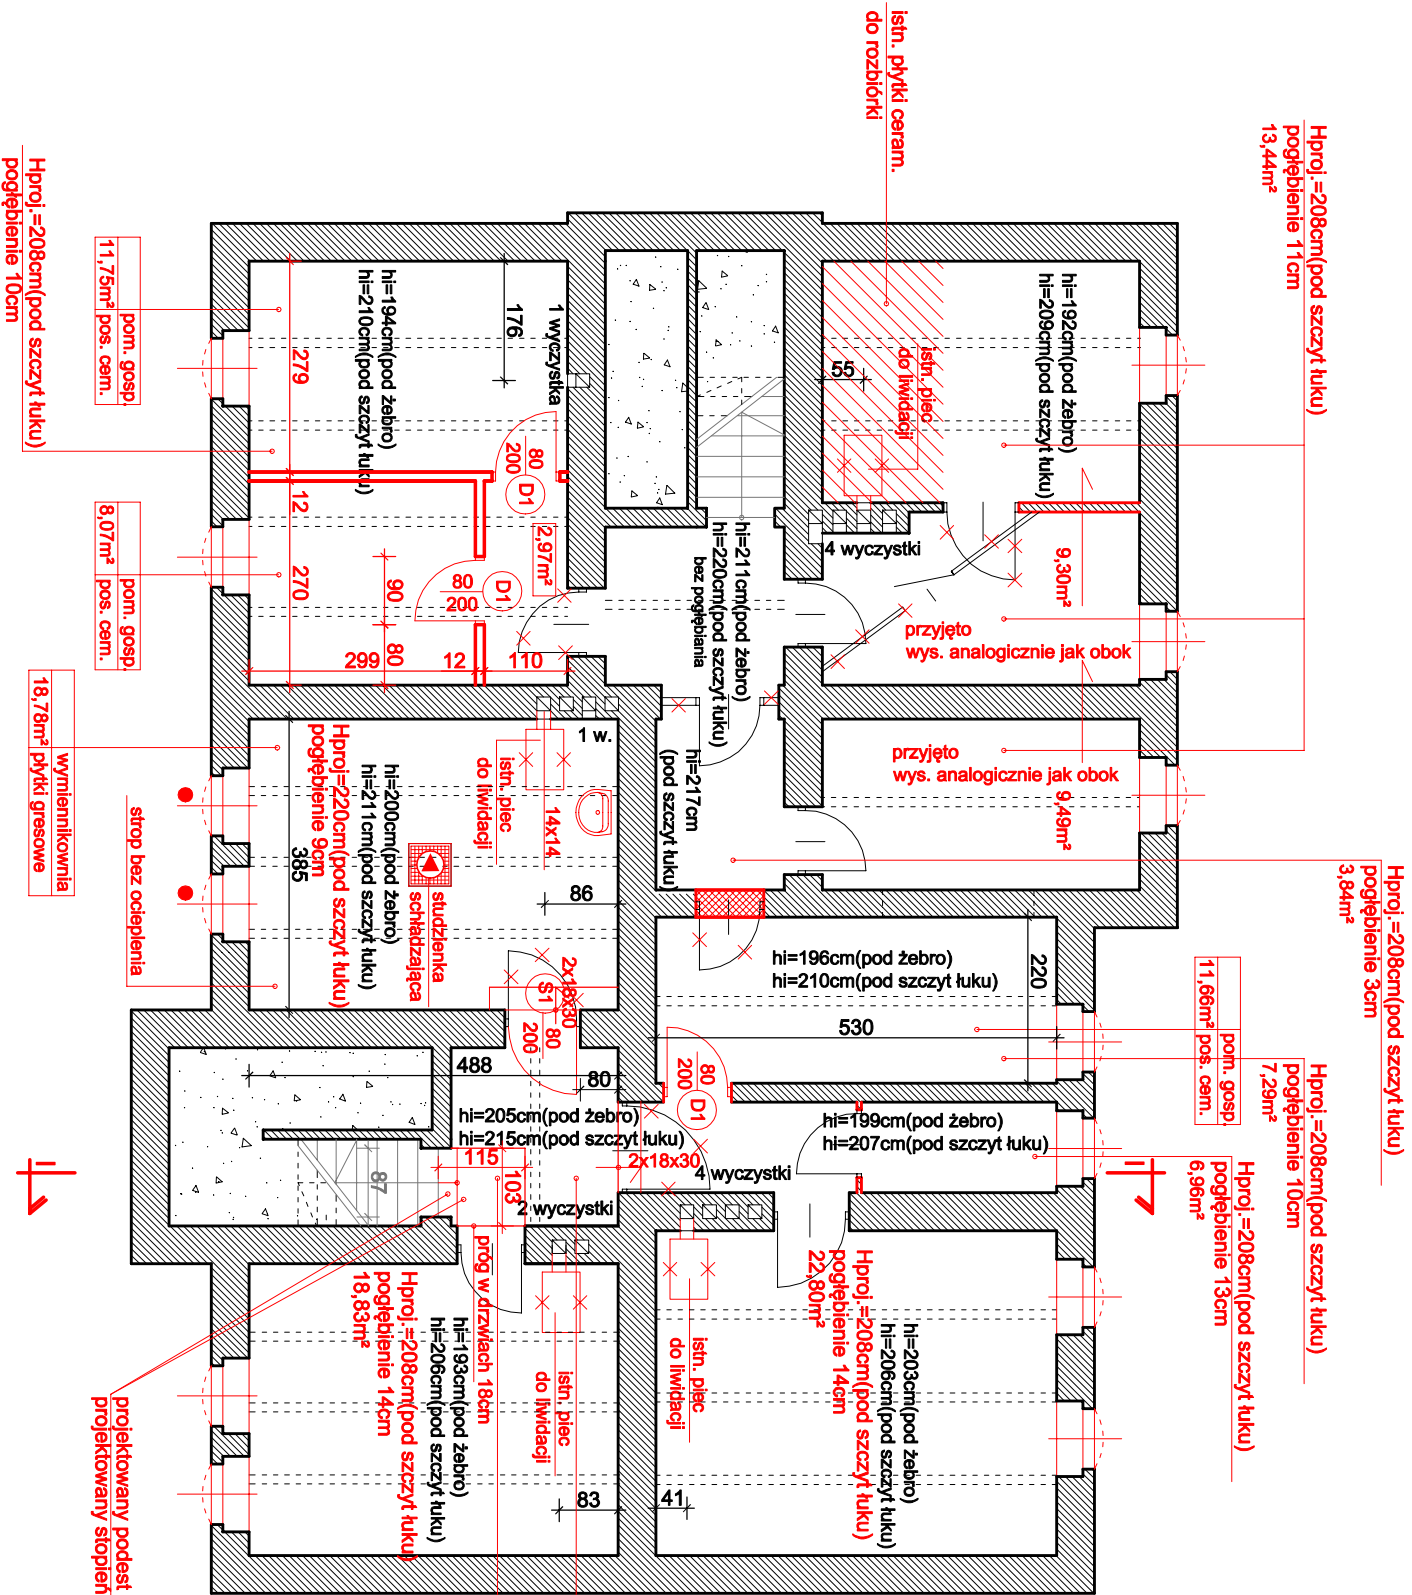 istn. płytki ceram.
do rozbiórki
Hproj.=208cm(pod szczyt łuku)
pogłębienie 11cm
13,44m²
Hproj.=208cm(pod szczyt łuku)
pogłębienie 10cm
pom. gosp.
11,75m² pos. cem.
hi=194cm(pod żebro)
hi=210cm(pod szczyt łuku)
176
1 wyczystka
279
80
200
D1
2,97m²
istn. piec
do liwidacji
55
hi=192cm(pod żebro)
hi=209cm(pod szczyt łuku)
4 wyczystki
hi=211cm(pod żebro)
hi=220cm(pod szczyt łuku)
bez pogłębiania
9,30m²
przyjęto
wys. analogicznie jak obok
pom. gosp.
8,07m² pos. cem.
12
270
90
80
80
200
D1
299
12
110
wymiennikownia
18,78m² płytki gresowe
strop bez ocieplenia
1 w.
istn. piec
do liwidacji
14x14
Hproj=220cm(pod szczyt łuku)
pogłębienie 9cm
hi=200cm(pod żebro)
hi=211cm(pod szczyt łuku)
385
studzienka
schładzająca
86
2x18x30
S1
80
200
hi=217cm
(pod szczyt łuku)
przyjęto
wys. analogicznie jak obok
9,49m²
Hproj.=208cm(pod szczyt łuku)
pogłębienie 3cm
3,84m²
hi=196cm(pod żebro)
hi=210cm(pod szczyt łuku)
220
530
pom. gosp.
11,66m² pos. cem.
Hproj.=208cm(pod szczyt łuku)
pogłębienie 10cm
7,29m²
Hproj.=208cm(pod szczyt łuku)
pogłębienie 13cm
6,96m²
80
200
D1
488
80
hi=205cm(pod żebro)
hi=215cm(pod szczyt łuku)
hi=199cm(pod żebro)
hi=207cm(pod szczyt łuku)
2x18x30
4 wyczystki
115
103
87
2 wyczystki
próg w drzwiach 18cm
Hproj.=208cm(pod szczyt łuku)
pogłębienie 14cm
18,83m²
hi=193cm(pod żebro)
hi=206cm(pod szczyt łuku)
istn. piec
do liwidacji
83
41
istn. piec
do liwidacji
Hproj.=208cm(pod szczyt łuku)
pogłębienie 14cm
22,80m²
hi=203cm(pod żebro)
hi=206cm(pod szczyt łuku)
projektowany podest
projektowany stopień